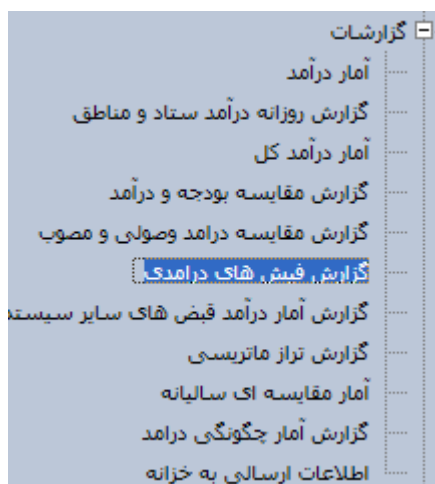 گزارشات
آمار درآمد
گزارش روزانه درآمد ستاد و مناطق
آمار درآمد کل
گزارش مقایسه بودجه و درآمد
گزارش مقایسه درامد وصولی و مصوب
گزارش فیش های درامدی
گزارش آمار درآمد قبض های سایر سیستم
گزارش تراز ماتریسی
آمار مقایسه ای سالیانه
گزارش آمار چگونگی درامد
اطلاعات ارسالی به خزانه